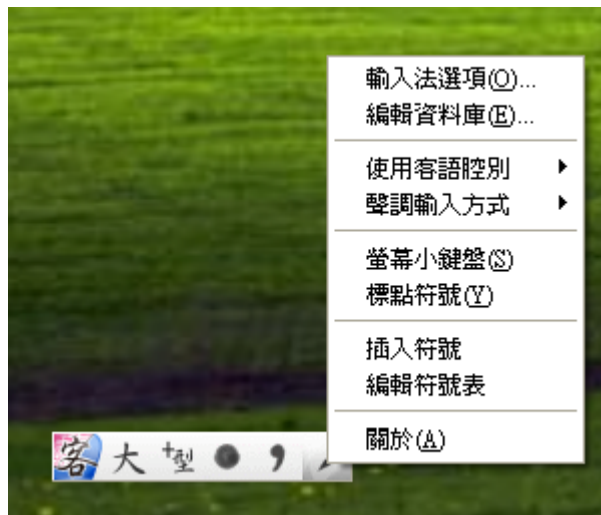 輸入法選項(O)...
編輯資料庫(E)...
使用客語腔別
聲調輸入方式
螢幕小鍵盤(S)
標點符號(Y)
插入符號
編輯符號表
關於(A)
客 大 +型 ● ，